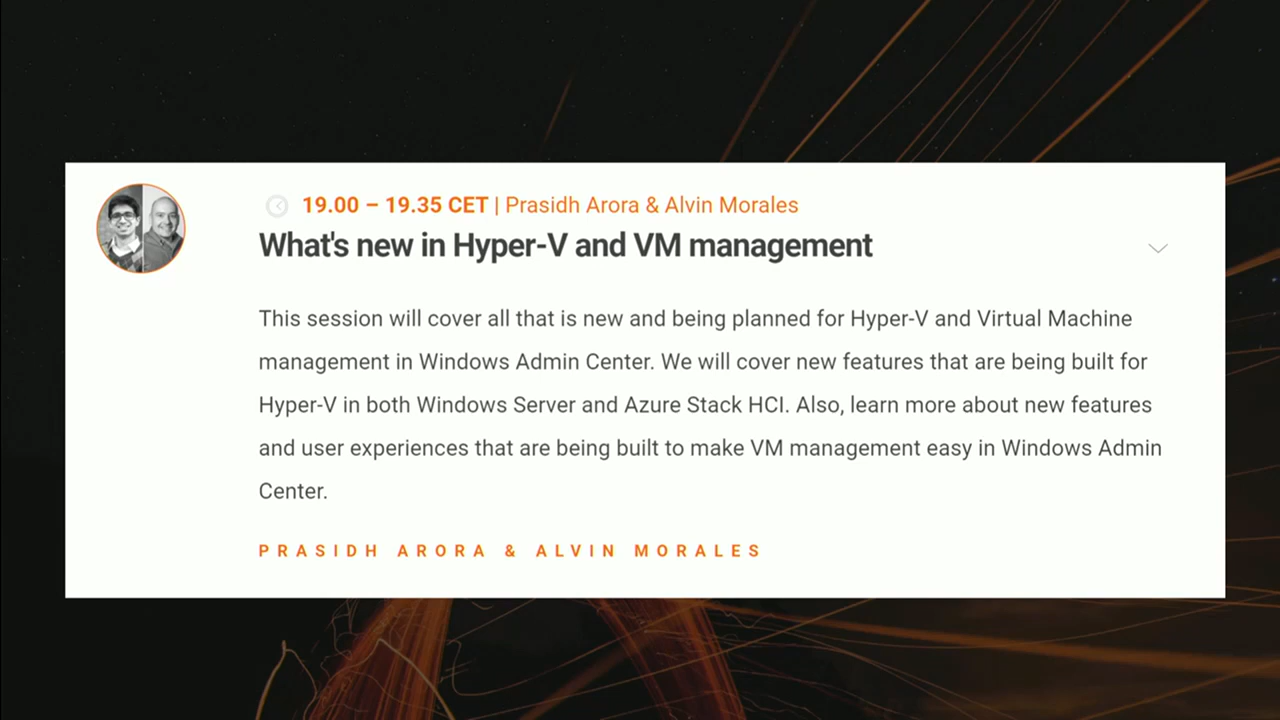 19.00 – 19.35 CET | Prasidh Arora & Alvin Morales
What's new in Hyper-V and VM management
This session will cover all that is new and being planned for Hyper-V and Virtual Machine
management in Windows Admin Center. We will cover new features that are being built for
Hyper-V in both Windows Server and Azure Stack HCI. Also, learn more about new features
and user experiences that are being built to make VM management easy in Windows Admin
Center.
PRASIDH ARORA & ALVIN MORALES